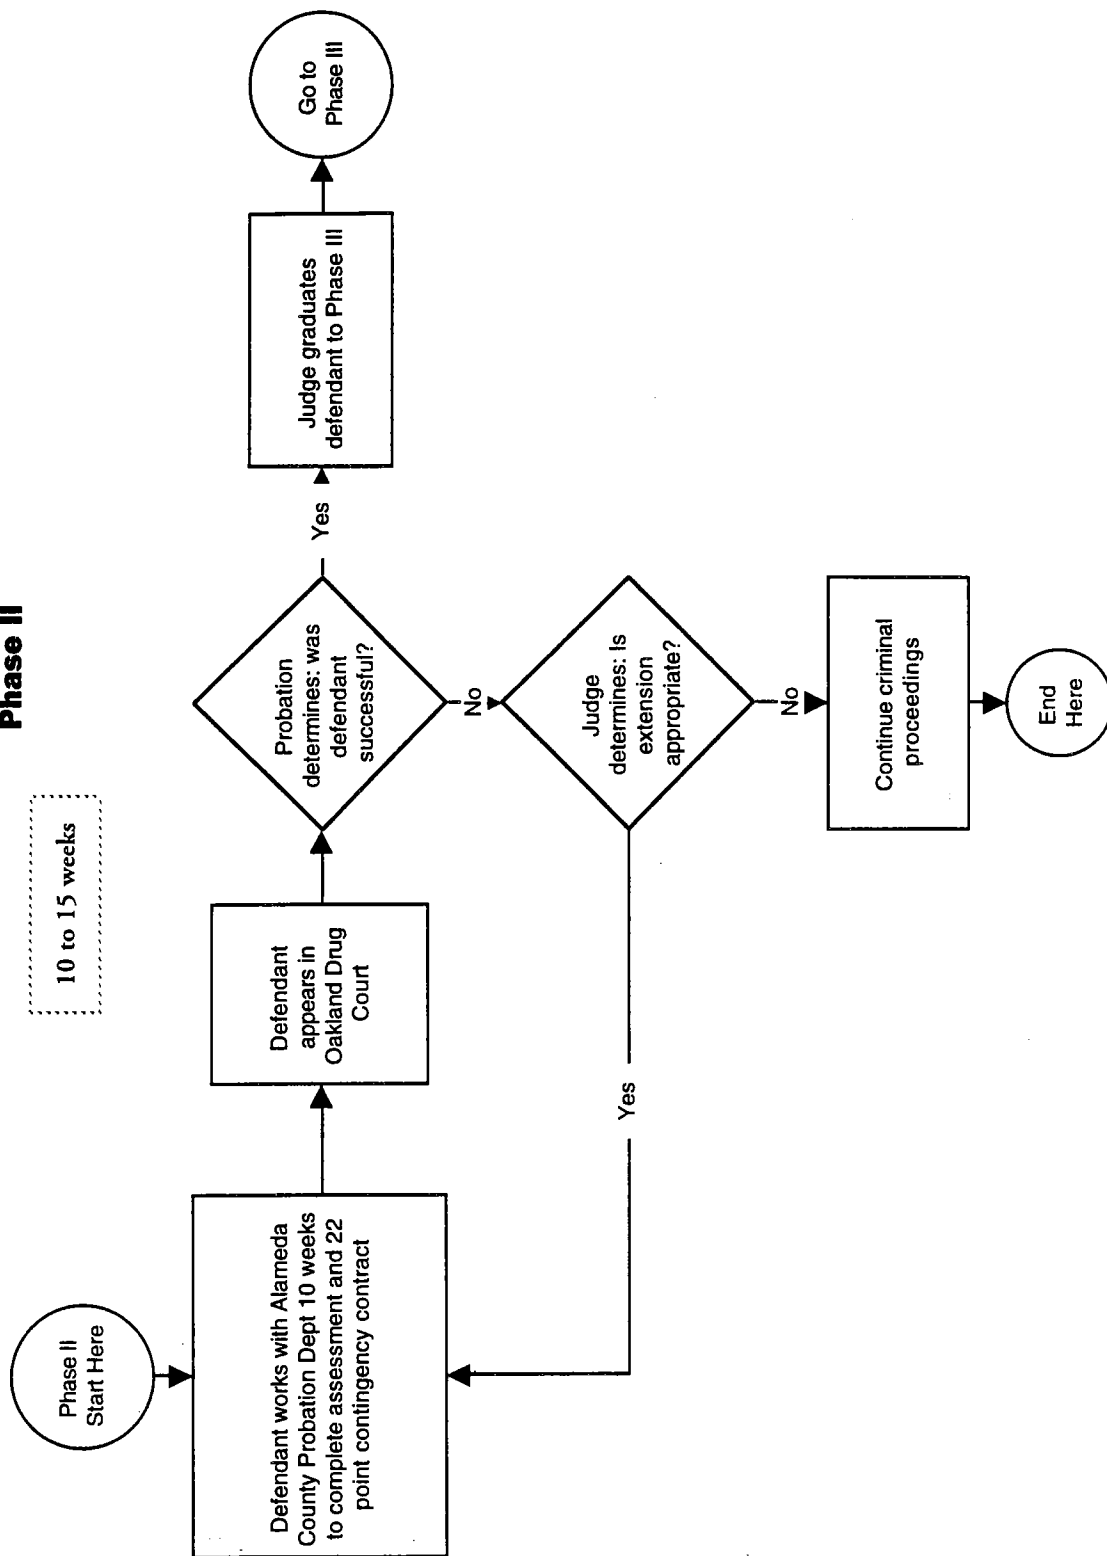 Phase II
10 to 15 weeks
Phase II
Start Here
Defendant works with Alameda
County Probation Dept 10 weeks
to complete assessment and 22
point contingency contract
Defendant
appears in
Oakland Drug
Court
Probation
determines: was
defendant
successful?
Yes
Judge graduates
defendant to Phase III
Go to
Phase III
No
Judge
determines: Is
extension
appropriate?
Yes
No
Continue criminal
proceedings
End
Here